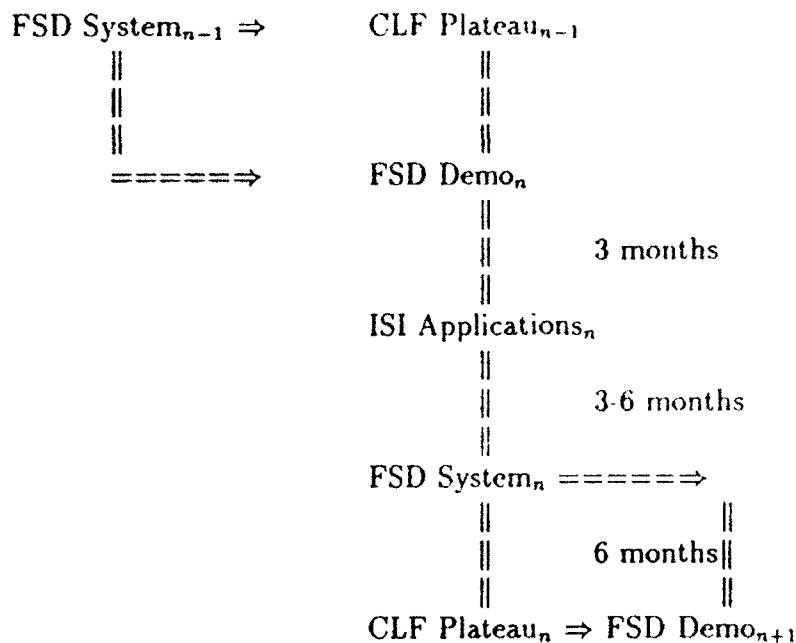 FSD Systemₙ₋₁ ⇒ CLF Plateauₙ₋₁
‖ ‖
‖ ‖
‖ ‖
======⇒ FSD Demoₙ
‖
‖ 3 months
‖
ISI Applicationsₙ
‖
‖ 3-6 months
‖
FSD Systemₙ ======⇒
‖ ‖
‖ 6 months‖
‖ ‖
CLF Plateauₙ ⇒ FSD Demoₙ₊₁